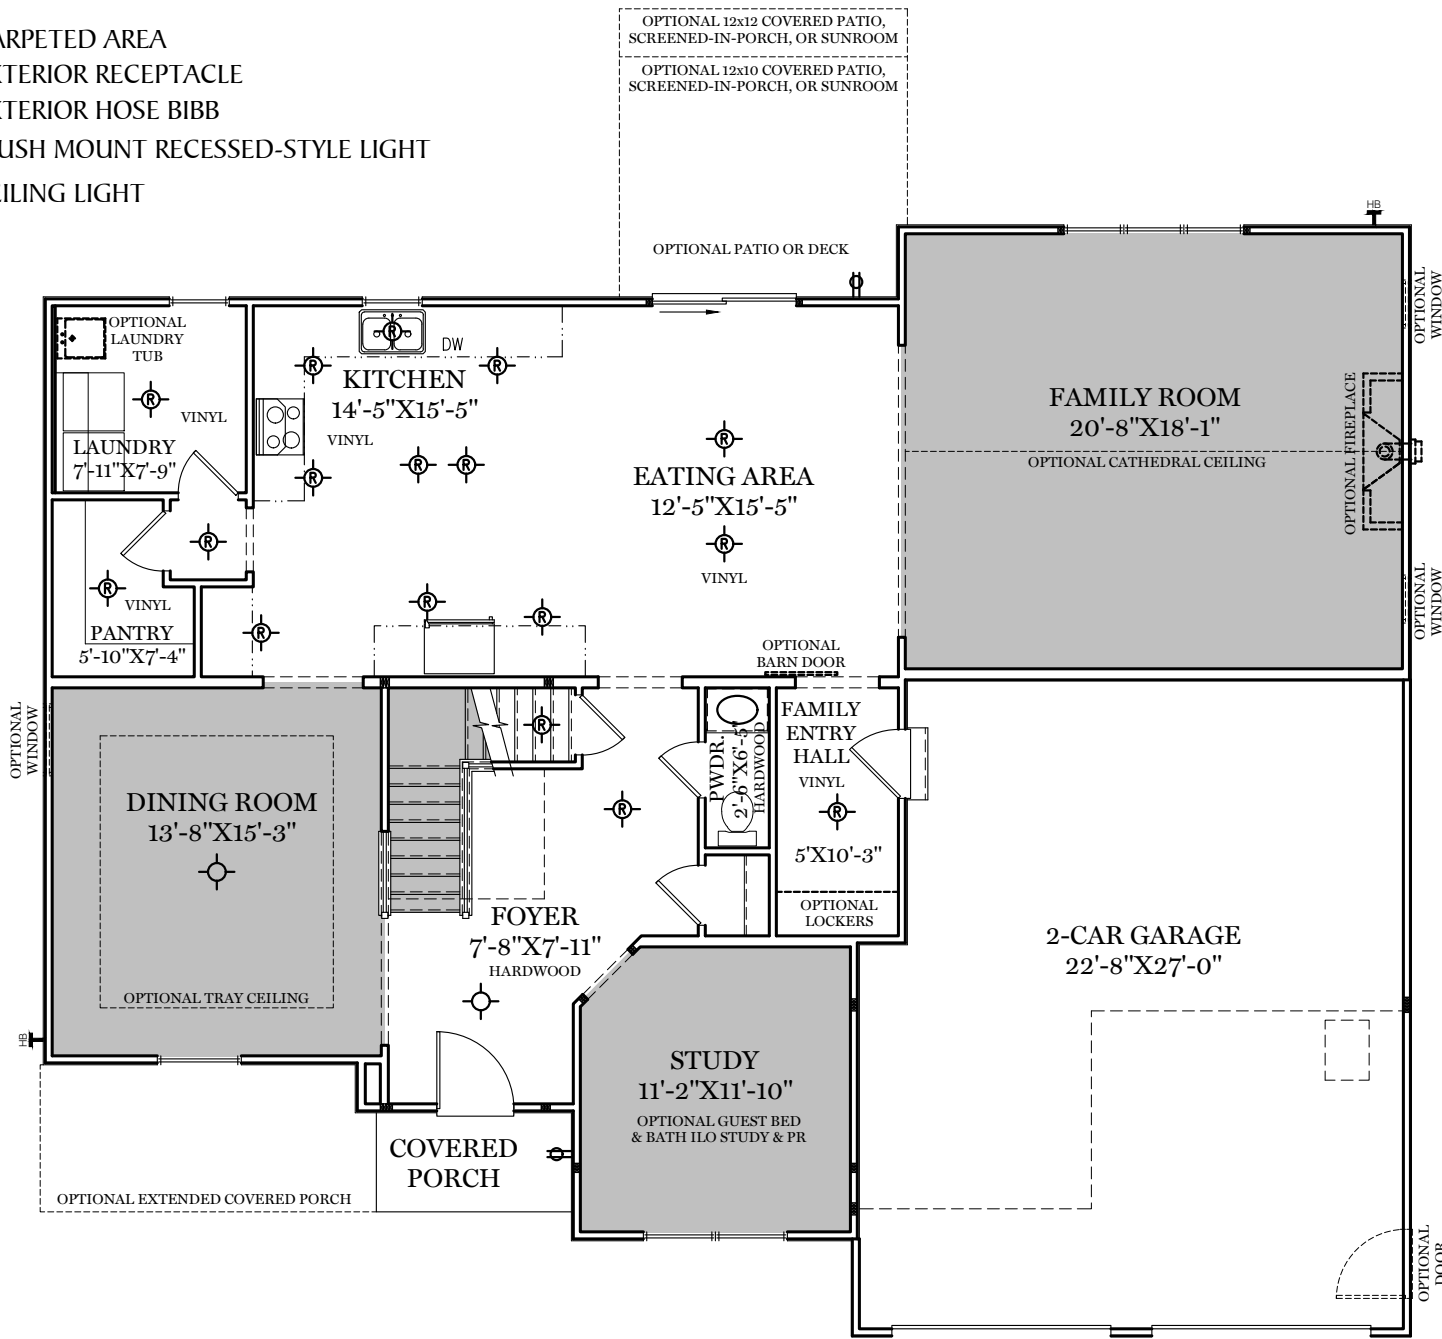 ARPETED AREA
XTERIOR RECEPTACLE
XTERIOR HOSE BIBB
USH MOUNT RECESSED-STYLE LIGHT
ILING LIGHT
OPTIONAL 12x12 COVERED PATIO,
SCREENED-IN-PORCH, OR SUNROOM
OPTIONAL 12x10 COVERED PATIO,
SCREENED-IN-PORCH, OR SUNROOM
OPTIONAL PATIO OR DECK
HB
OPTIONAL
LAUNDRY
TUB
R
VINYL
LAUNDRY
7'-11"X7'-9"
R
DW
R
R
KITCHEN
14'-5"X15'-5"
VINYL
R
R
R
R
EATING AREA
12'-5"X15'-5"
R
VINYL
FAMILY ROOM
20'-8"X18'-1"
OPTIONAL CATHEDRAL CEILING
OPTIONAL FIREPLACE
OPTIONAL
WINDOW
OPTIONAL
WINDOW
R
R
VINYL
PANTRY
5'-10"X7'-4"
R
R
R
OPTIONAL
BARN DOOR
OPTIONAL
WINDOW
DINING ROOM
13'-8"X15'-3"
OPTIONAL TRAY CEILING
HB
R
R
PWDR.
2'-6"X6'-5"
HARDWOOD
FAMILY
ENTRY
HALL
VINYL
R
5'X10'-3"
OPTIONAL
LOCKERS
FOYER
7'-8"X7'-11"
HARDWOOD
2-CAR GARAGE
22'-8"X27'-0"
STUDY
11'-2"X11'-10"
OPTIONAL GUEST BED
& BATH ILO STUDY & PR
COVERED
PORCH
OPTIONAL EXTENDED COVERED PORCH
OPTIONAL
DOOR